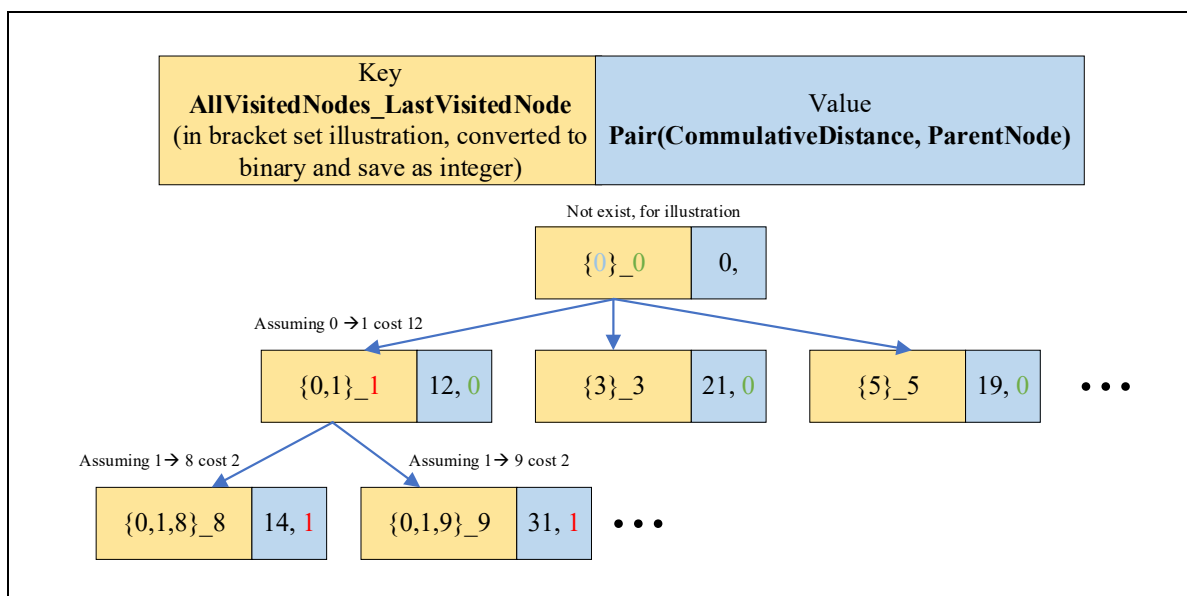 Key
AllVisitedNodes_LastVisitedNode
(in bracket set illustration, converted to
binary and save as integer)
Value
Pair(CommulativeDistance, ParentNode)
Not exist, for illustration
{0}_0 0,
Assuming 0 → 1 cost 12
{0,1}_1 12, 0 {3}_3 21, 0 {5}_5 19, 0 •••
Assuming 1 → 8 cost 2 Assuming 1 → 9 cost 2
{0,1,8}_8 14, 1 {0,1,9}_9 31, 1 •••